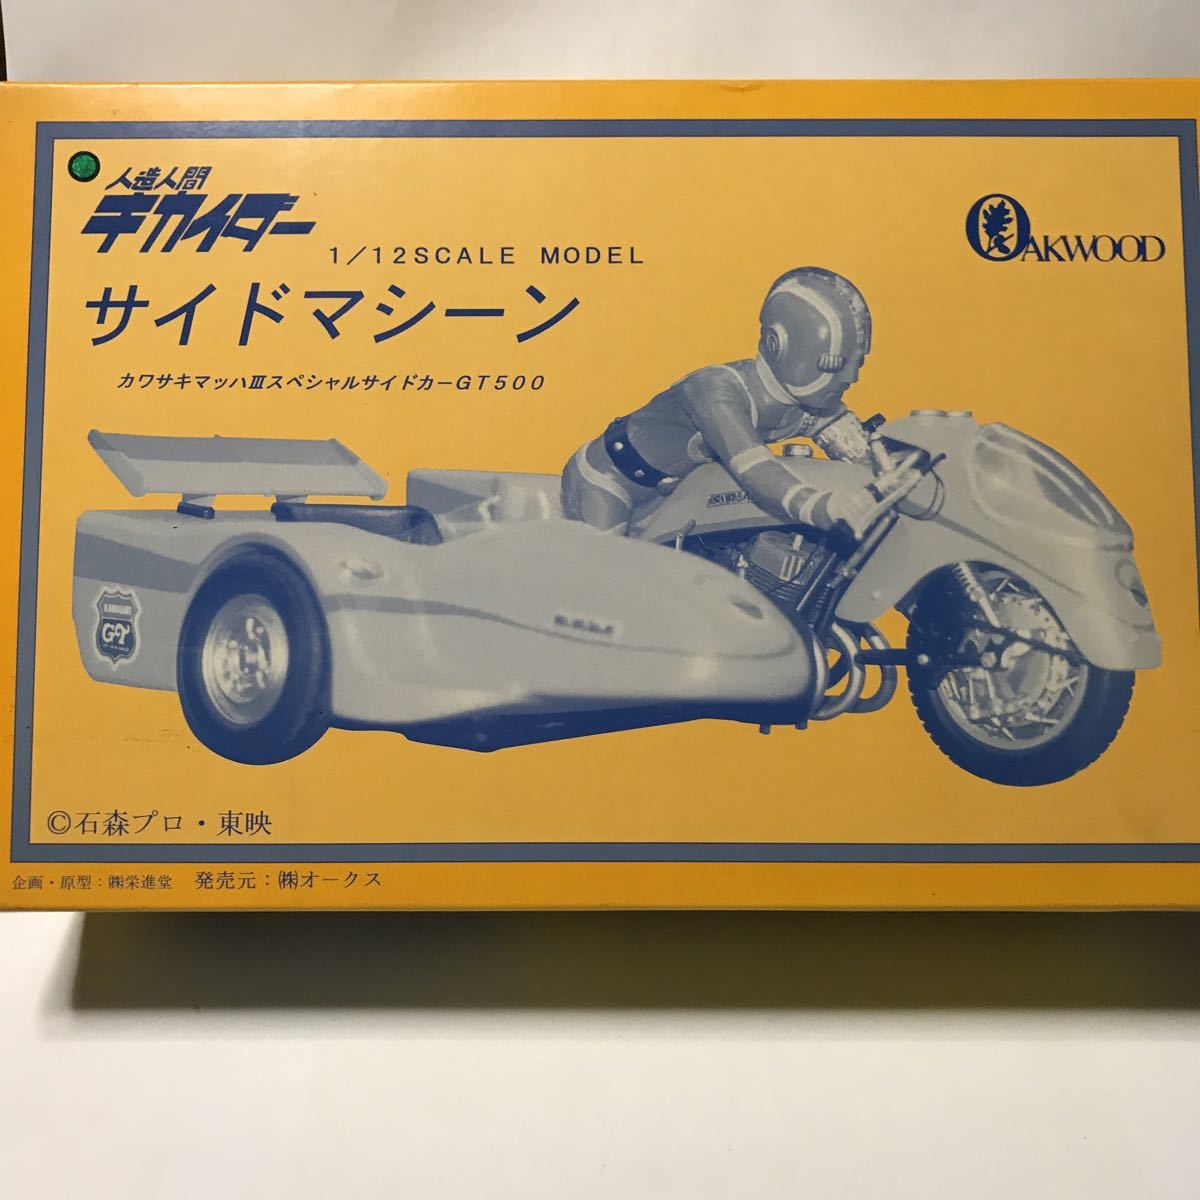 人造人間
キカイダー
1/12SCALE MODEL
OAKWOOD
サイドマシーン
カワサキマッハⅢスペシャルサイドカーGT500
KAWASAKI
GT
©石森プロ・東映
企画・原型：㈱栄進堂 発売元：㈱オークス